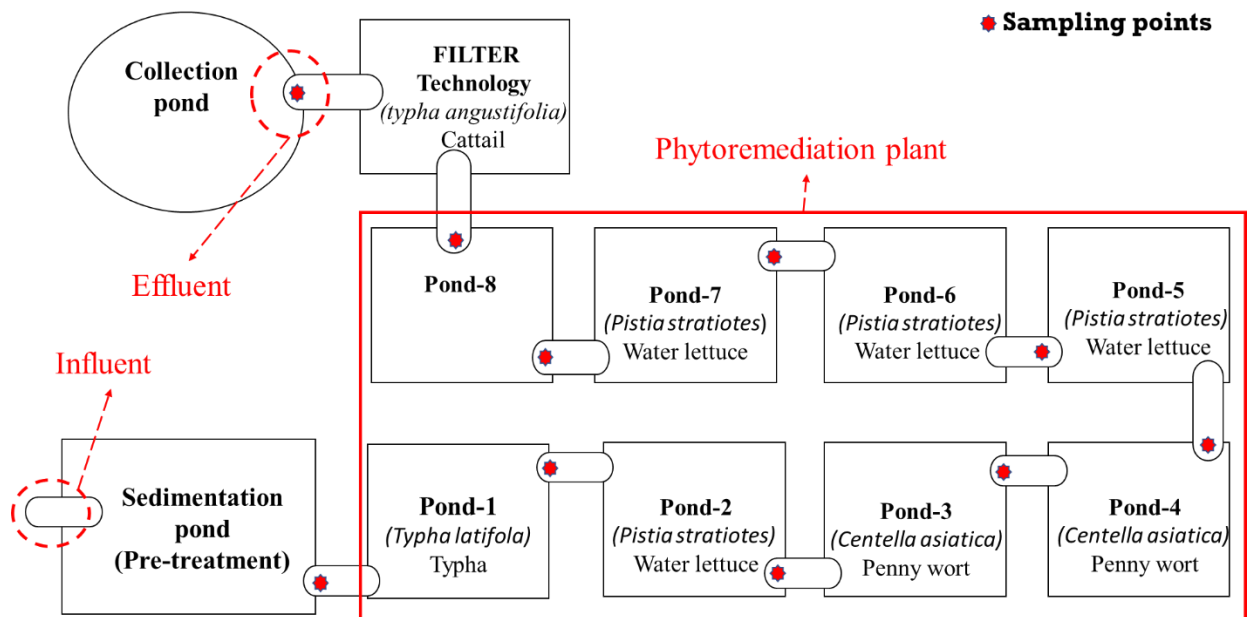 Sampling points
Collection
pond
FILTER
Technology
(typha angustifolia)
Cattail
Phytoremediation plant
Effluent
Pond-8
Pond-7
(Pistia stratiotes)
Water lettuce
Pond-6
(Pistia stratiotes)
Water lettuce
Pond-5
(Pistia stratiotes)
Water lettuce
Influent
Sedimentation
pond
(Pre-treatment)
Pond-1
(Typha latifola)
Typha
Pond-2
(Pistia stratiotes)
Water lettuce
Pond-3
(Centella asiatica)
Penny wort
Pond-4
(Centella asiatica)
Penny wort